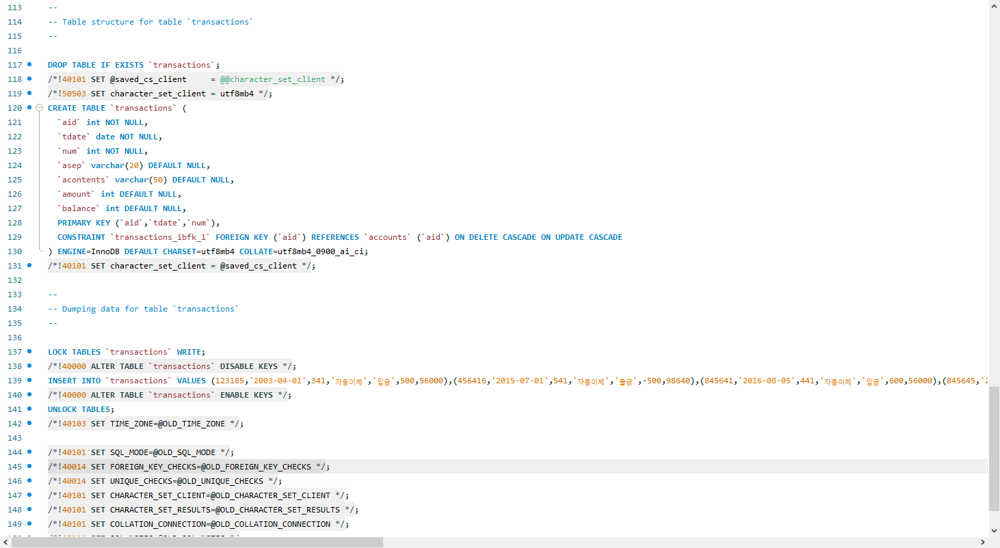 113 --
114 -- Table structure for table `transactions`
115 --
116
117 DROP TABLE IF EXISTS `transactions`;
118 /*!40101 SET @saved_cs_client     = @@character_set_client */;
119 /*!50503 SET character_set_client = utf8mb4 */;
120 CREATE TABLE `transactions` (
121   `aid` int NOT NULL,
122   `tdate` date NOT NULL,
123   `num` int NOT NULL,
124   `asep` varchar(20) DEFAULT NULL,
125   `acontents` varchar(50) DEFAULT NULL,
126   `amount` int DEFAULT NULL,
127   `balance` int DEFAULT NULL,
128   PRIMARY KEY (`aid`,`tdate`,`num`),
129   CONSTRAINT `transactions_ibfk_1` FOREIGN KEY (`aid`) REFERENCES `accounts` (`aid`) ON DELETE CASCADE ON UPDATE CASCADE
130 ) ENGINE=InnoDB DEFAULT CHARSET=utf8mb4 COLLATE=utf8mb4_0900_ai_ci;
131 /*!40101 SET character_set_client = @saved_cs_client */;
132
133 --
134 -- Dumping data for table `transactions`
135 --
136
137 LOCK TABLES `transactions` WRITE;
138 /*!40000 ALTER TABLE `transactions` DISABLE KEYS */;
139 INSERT INTO `transactions` VALUES (123185,'2003-04-01',341,'자동이체','입금',500,56000),(456416,'2015-07-01',541,'자동이체','출금',-500,98640),(845641,'2016-08-05',441,'자동이체','입금',600,56000),(845645,'2
140 /*!40000 ALTER TABLE `transactions` ENABLE KEYS */;
141 UNLOCK TABLES;
142 /*!40103 SET TIME_ZONE=@OLD_TIME_ZONE */;
143
144 /*!40101 SET SQL_MODE=@OLD_SQL_MODE */;
145 /*!40014 SET FOREIGN_KEY_CHECKS=@OLD_FOREIGN_KEY_CHECKS */;
146 /*!40014 SET UNIQUE_CHECKS=@OLD_UNIQUE_CHECKS */;
147 /*!40101 SET CHARACTER_SET_CLIENT=@OLD_CHARACTER_SET_CLIENT */;
148 /*!40101 SET CHARACTER_SET_RESULTS=@OLD_CHARACTER_SET_RESULTS */;
149 /*!40101 SET COLLATION_CONNECTION=@OLD_COLLATION_CONNECTION */;